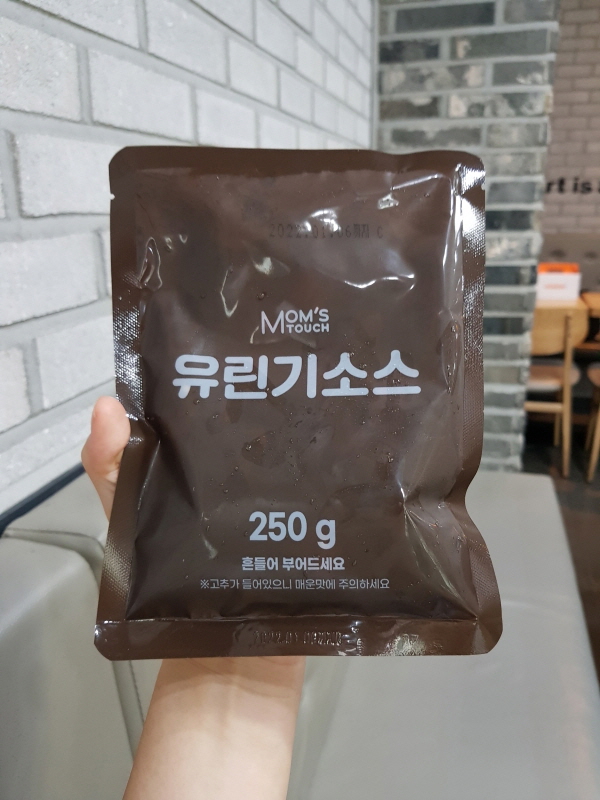 MOM'S
TOUCH
유린기소스
250 g
흔들어 부어드세요
※고추가 들어있으니 매운맛에 주의하세요